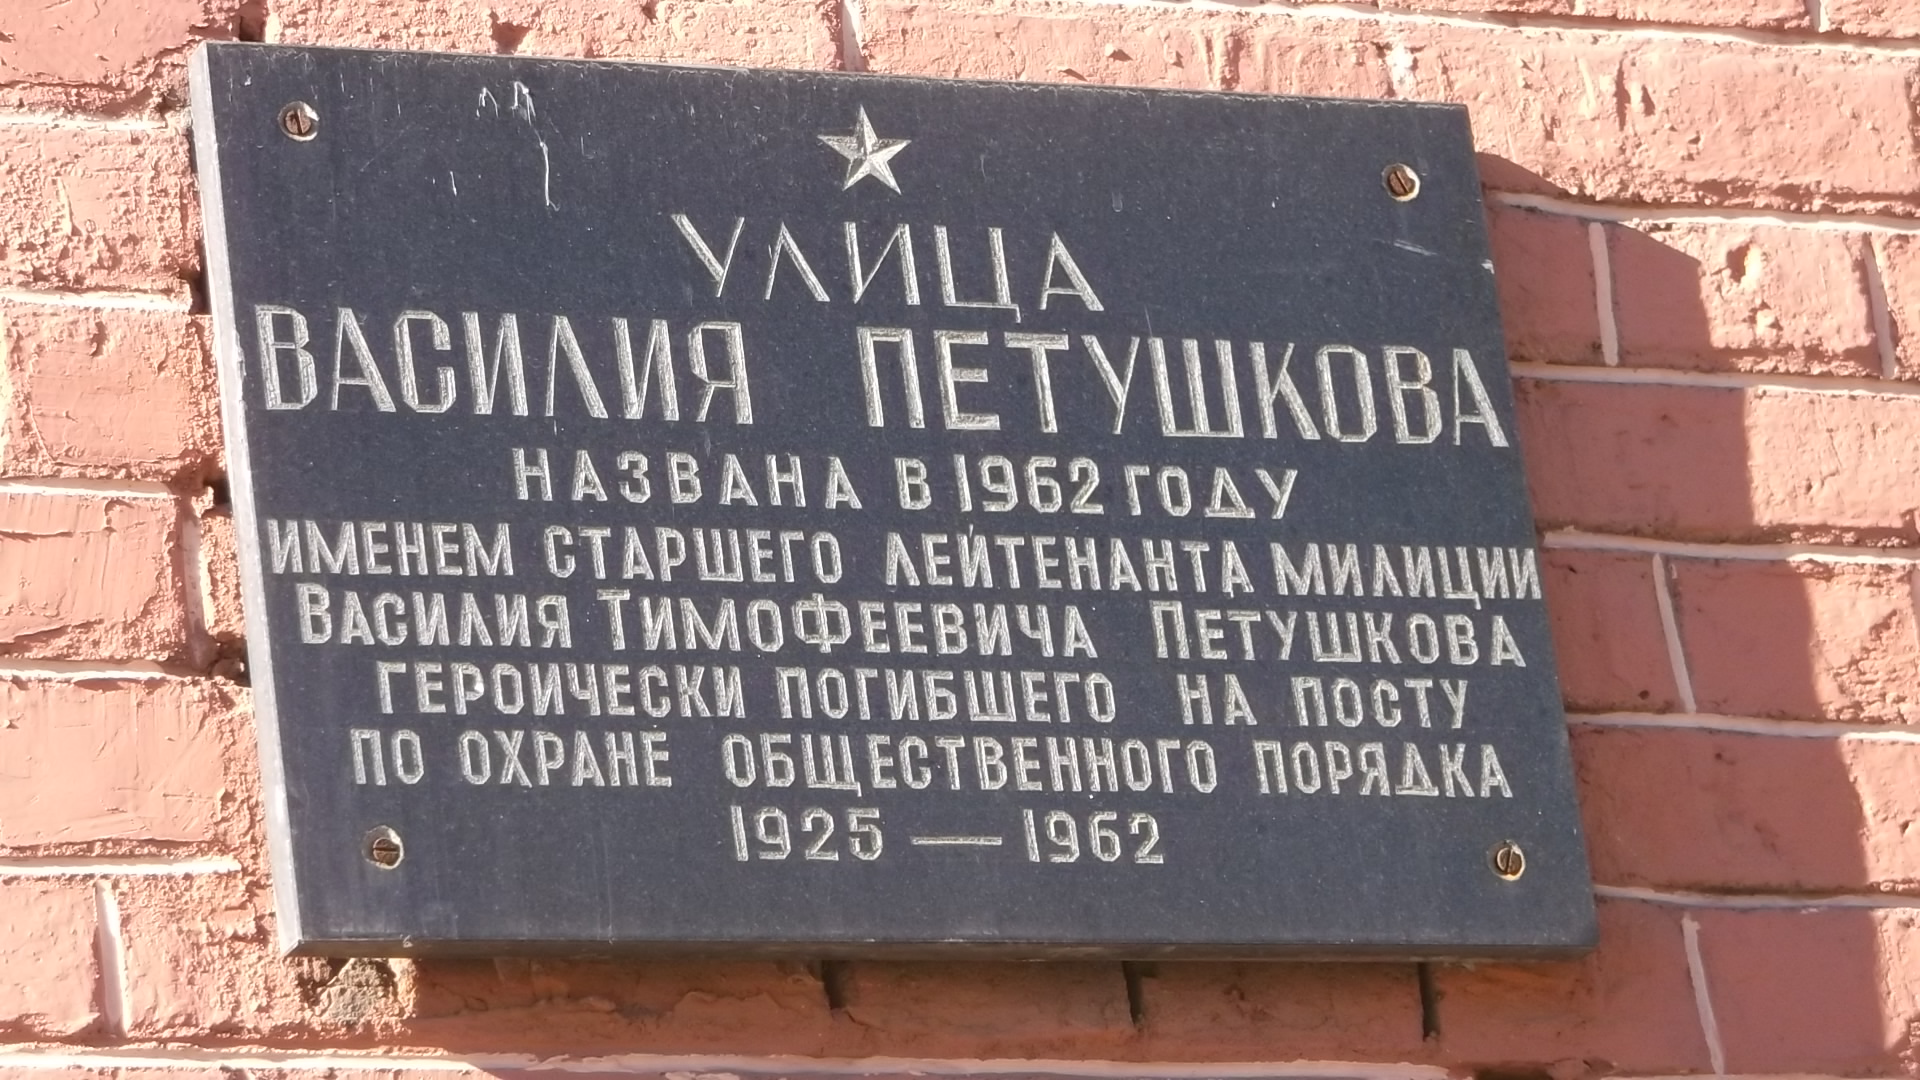 УЛИЦА
ВАСИЛИЯ ПЕТУШКОВА
НАЗВАНА В 1962 ГОДУ
ИМЕНЕМ СТАРШЕГО ЛЕЙТЕНАНТА МИЛИЦИИ
ВАСИЛИЯ ТИМОФЕЕВИЧА ПЕТУШКОВА
ГЕРОИЧЕСКИ ПОГИБШЕГО НА ПОСТУ
ПО ОХРАНЕ ОБЩЕСТВЕННОГО ПОРЯДКА
1925 — 1962